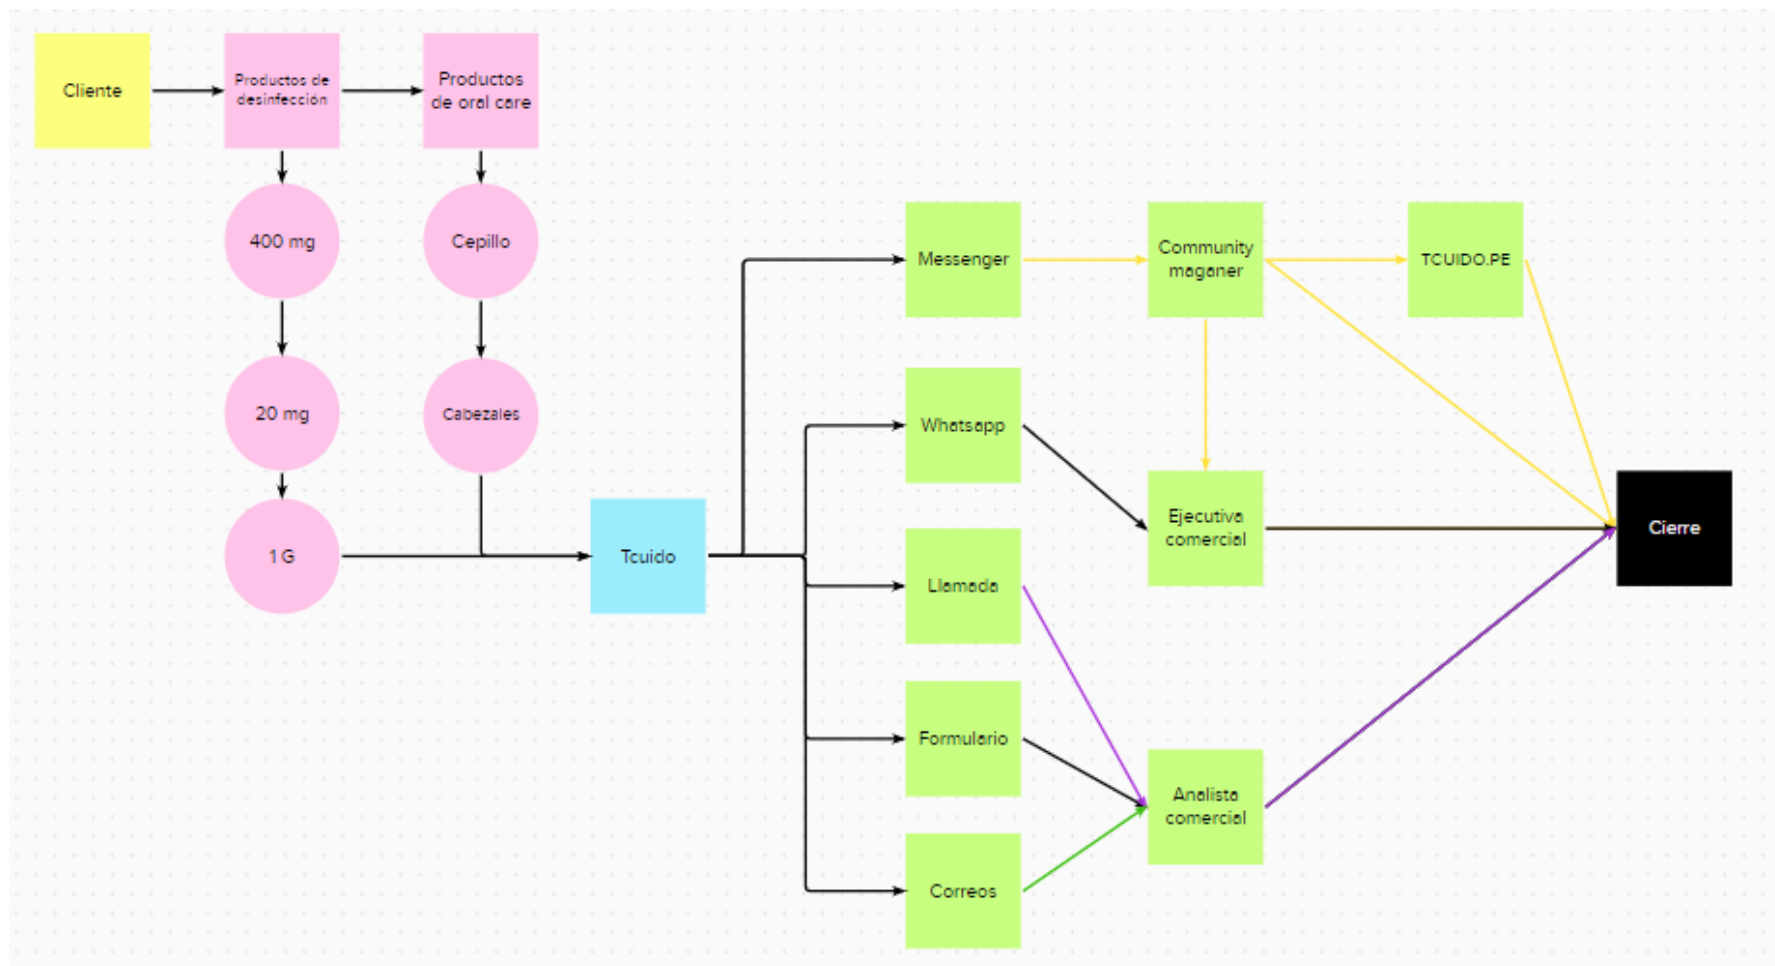 Cliente
Productos de
desinfección
Productos
de oral care
400 mg
Cepillo
20 mg
Cabezales
1 G
Tcuido
Messenger
Community
maganer
TCUIDO.PE
Whatsapp
Ejecutiva
comercial
Cierre
Llamada
Formulario
Analista
comercial
Correos